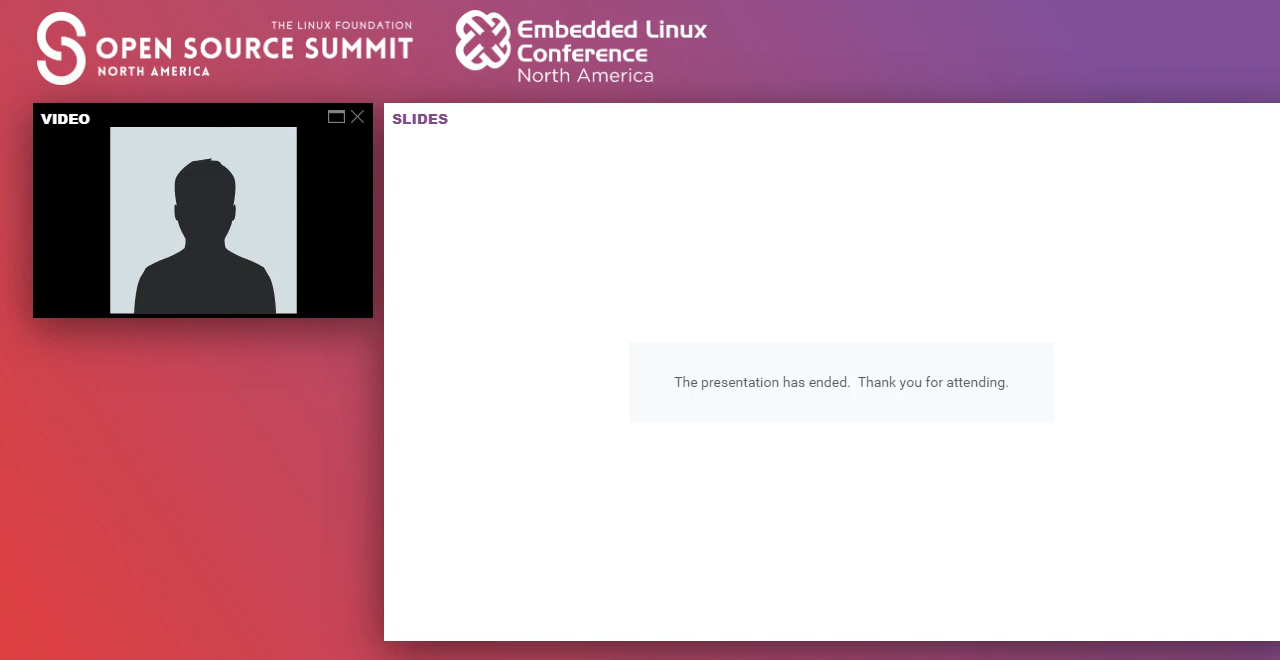 THE LINUX FOUNDATION
OPEN SOURCE SUMMIT
NORTH AMERICA
Embedded Linux
Conference
North America
VIDEO
SLIDES
The presentation has ended.  Thank you for attending.